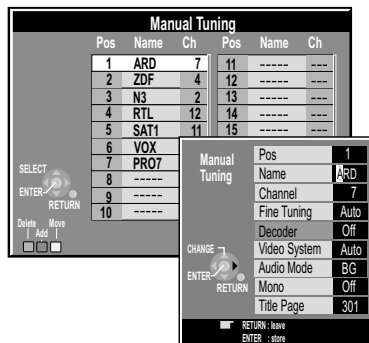 Manual Tuning
Pos Name Ch Pos Name Ch
1 ARD 7 11 ----- ---
2 ZDF 4 12 ----- ---
3 N3 2 13 ----- ---
4 RTL 12 14 ----- ---
5 SAT1 11 15 ----- ---
6 VOX
7 PRO7
8 -----
9 -----
10 -----
SELECT
ENTER
RETURN
Delete Move
Add
Manual Tuning
Pos 1
Name ARD
Channel 7
Fine Tuning Auto
Decoder Off
Video System Auto
Audio Mode BG
Mono Off
Title Page 301
CHANGE
ENTER
RETURN
RETURN : leave
ENTER : store